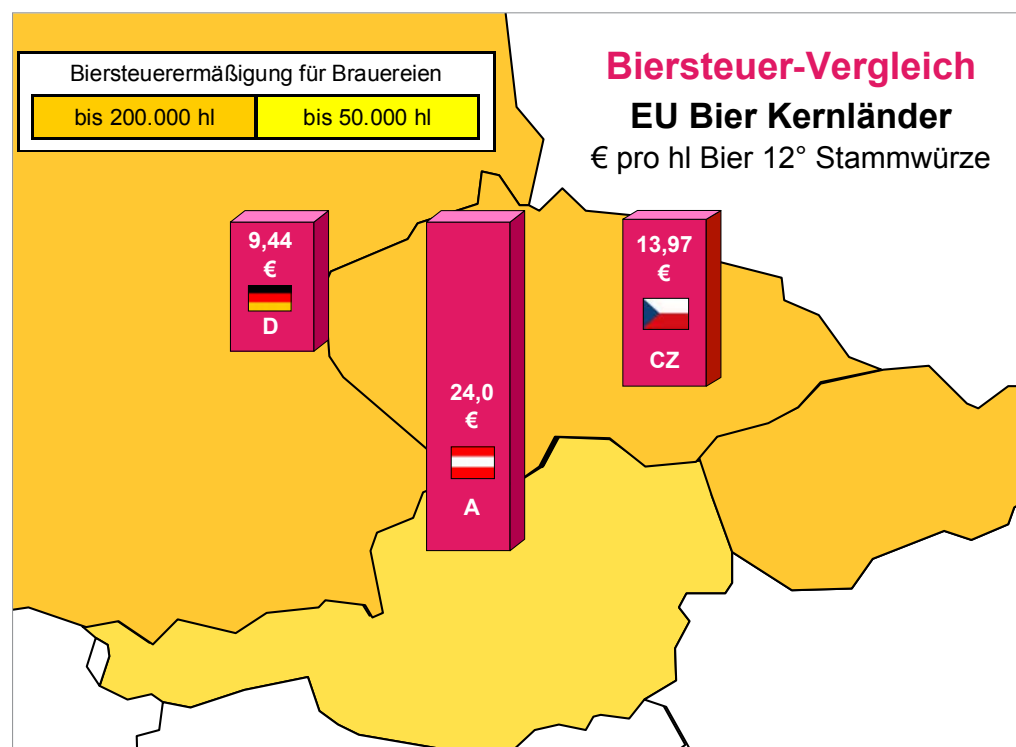 Biersteuerermäßigung für Brauereien
bis 200.000 hl bis 50.000 hl
Biersteuer-Vergleich
EU Bier Kernländer
€ pro hl Bier 12° Stammwürze
9,44
€
D
24,0
€
A
13,97
€
CZ